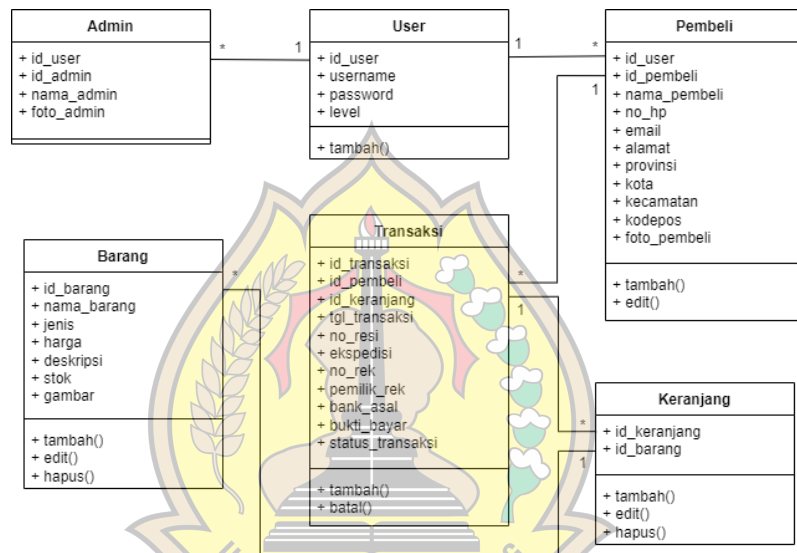 Admin
+ id_user
+ id_admin
+ nama_admin
+ foto_admin
*
1
User
+ id_user
+ username
+ password
+ level
+ tambah()
1
*
Pembeli
+ id_user
+ id_pembeli
+ nama_pembeli
+ no_hp
+ email
+ alamat
+ provinsi
+ kota
+ kecamatan
+ kodepos
+ foto_pembeli
+ tambah()
+ edit()
1
Barang
+ id_barang
+ nama_barang
+ jenis
+ harga
+ deskripsi
+ stok
+ gambar
+ tambah()
+ edit()
+ hapus()
*
Transaksi
+ id_transaksi
+ id_pembeli
+ id_keranjang
+ tgl_transaksi
+ no_resi
+ ekspedisi
+ no_rek
+ pemilik_rek
+ bank_asal
+ bukti_bayar
+ status_transaksi
+ tambah()
+ batal()
*
1
*
1
Keranjang
+ id_keranjang
+ id_barang
+ tambah()
+ edit()
+ hapus()